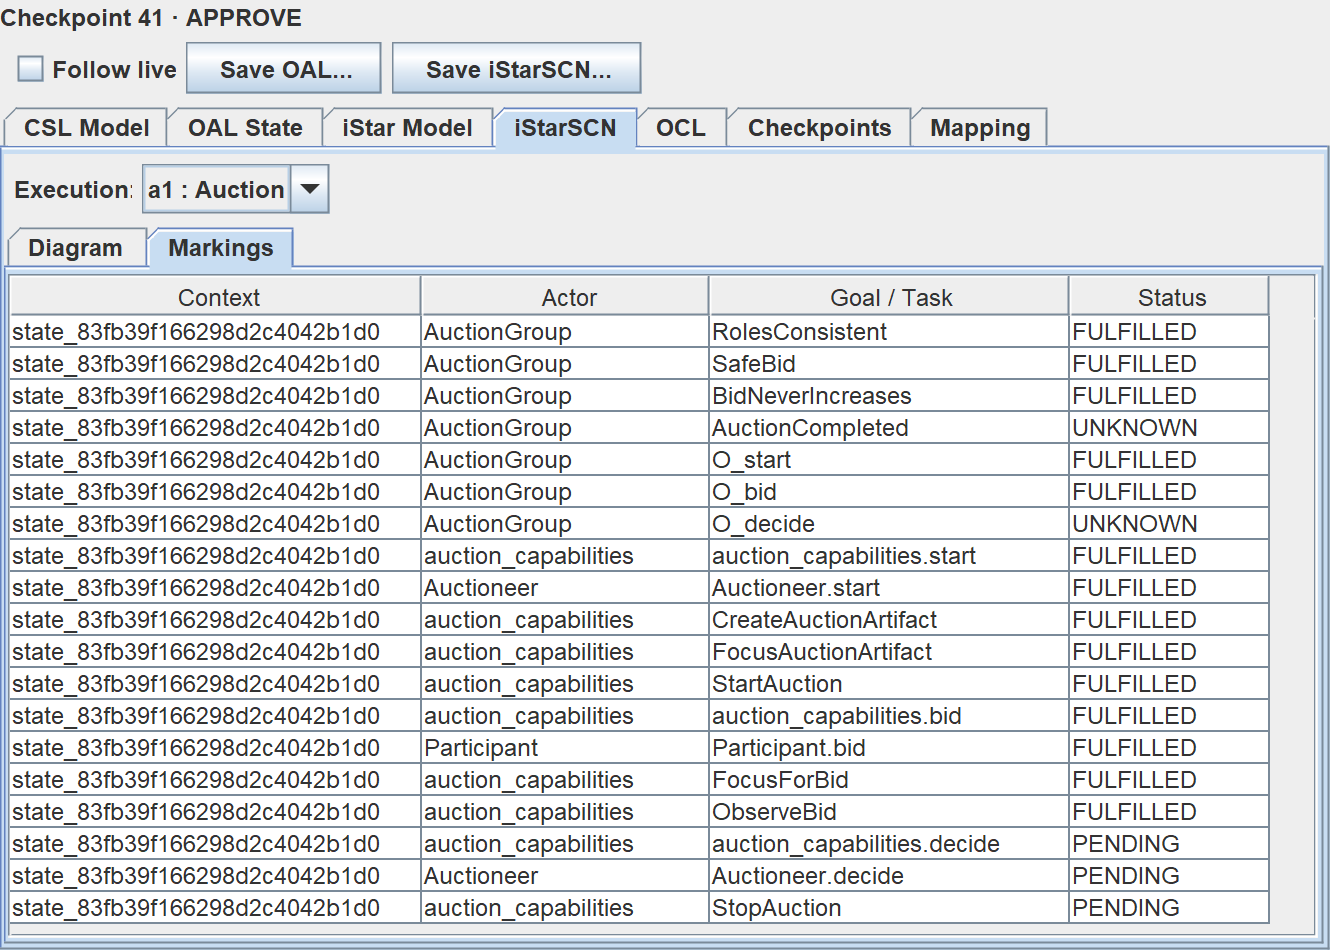 Checkpoint 41 · APPROVE
Follow live Save OAL... Save iStarSCN...
CSL Model OAL State iStar Model iStarSCN OCL Checkpoints Mapping
Execution: a1 : Auction
Diagram Markings
Context Actor Goal / Task Status
state_83fb39f166298d2c4042b1d0 AuctionGroup RolesConsistent FULFILLED
state_83fb39f166298d2c4042b1d0 AuctionGroup SafeBid FULFILLED
state_83fb39f166298d2c4042b1d0 AuctionGroup BidNeverIncreases FULFILLED
state_83fb39f166298d2c4042b1d0 AuctionGroup AuctionCompleted UNKNOWN
state_83fb39f166298d2c4042b1d0 AuctionGroup O_start FULFILLED
state_83fb39f166298d2c4042b1d0 AuctionGroup O_bid FULFILLED
state_83fb39f166298d2c4042b1d0 AuctionGroup O_decide UNKNOWN
state_83fb39f166298d2c4042b1d0 auction_capabilities auction_capabilities.start FULFILLED
state_83fb39f166298d2c4042b1d0 Auctioneer Auctioneer.start FULFILLED
state_83fb39f166298d2c4042b1d0 auction_capabilities CreateAuctionArtifact FULFILLED
state_83fb39f166298d2c4042b1d0 auction_capabilities FocusAuctionArtifact FULFILLED
state_83fb39f166298d2c4042b1d0 auction_capabilities StartAuction FULFILLED
state_83fb39f166298d2c4042b1d0 auction_capabilities auction_capabilities.bid FULFILLED
state_83fb39f166298d2c4042b1d0 Participant Participant.bid FULFILLED
state_83fb39f166298d2c4042b1d0 auction_capabilities FocusForBid FULFILLED
state_83fb39f166298d2c4042b1d0 auction_capabilities ObserveBid FULFILLED
state_83fb39f166298d2c4042b1d0 auction_capabilities auction_capabilities.decide PENDING
state_83fb39f166298d2c4042b1d0 Auctioneer Auctioneer.decide PENDING
state_83fb39f166298d2c4042b1d0 auction_capabilities StopAuction PENDING